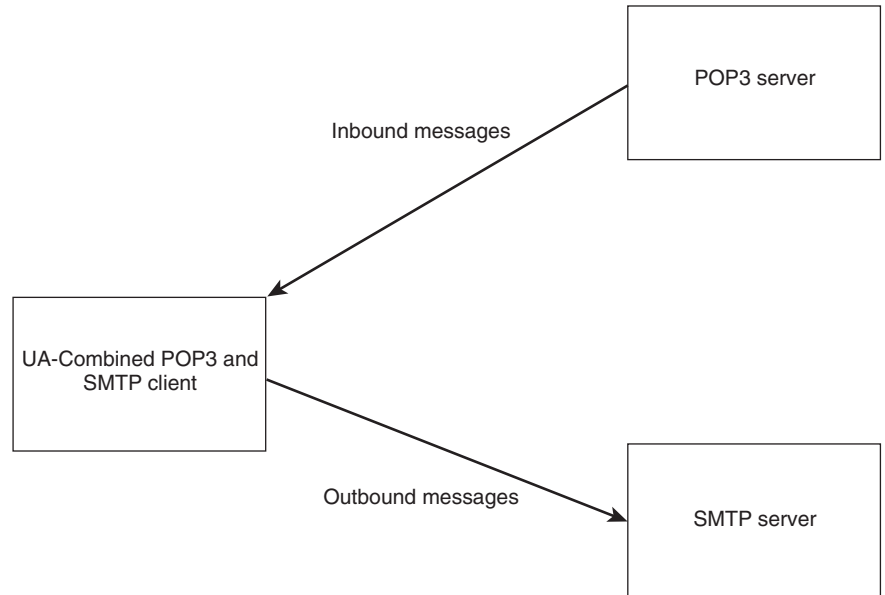 POP3 server
Inbound messages
UA-Combined POP3 and
SMTP client
Outbound messages
SMTP server